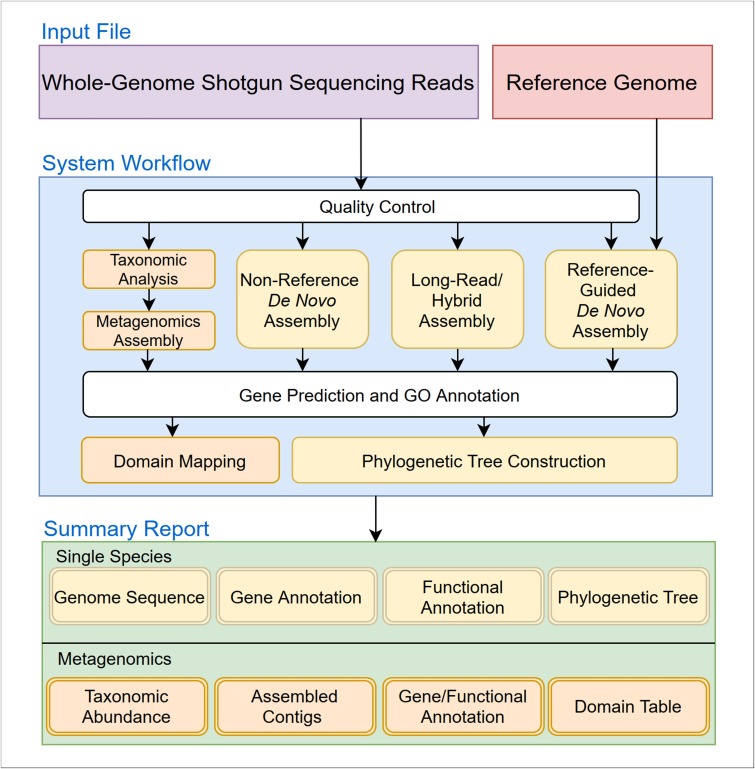 Input File
Whole-Genome Shotgun Sequencing Reads
Reference Genome
System Workflow
Quality Control
Taxonomic
Analysis
Metagenomics
Assembly
Non-Reference
De Novo
Assembly
Long-Read/
Hybrid
Assembly
Reference-
Guided
De Novo
Assembly
Gene Prediction and GO Annotation
Domain Mapping
Phylogenetic Tree Construction
Summary Report
Single Species
Genome Sequence
Gene Annotation
Functional
Annotation
Phylogenetic Tree
Metagenomics
Taxonomic
Abundance
Assembled
Contigs
Gene/Functional
Annotation
Domain Table